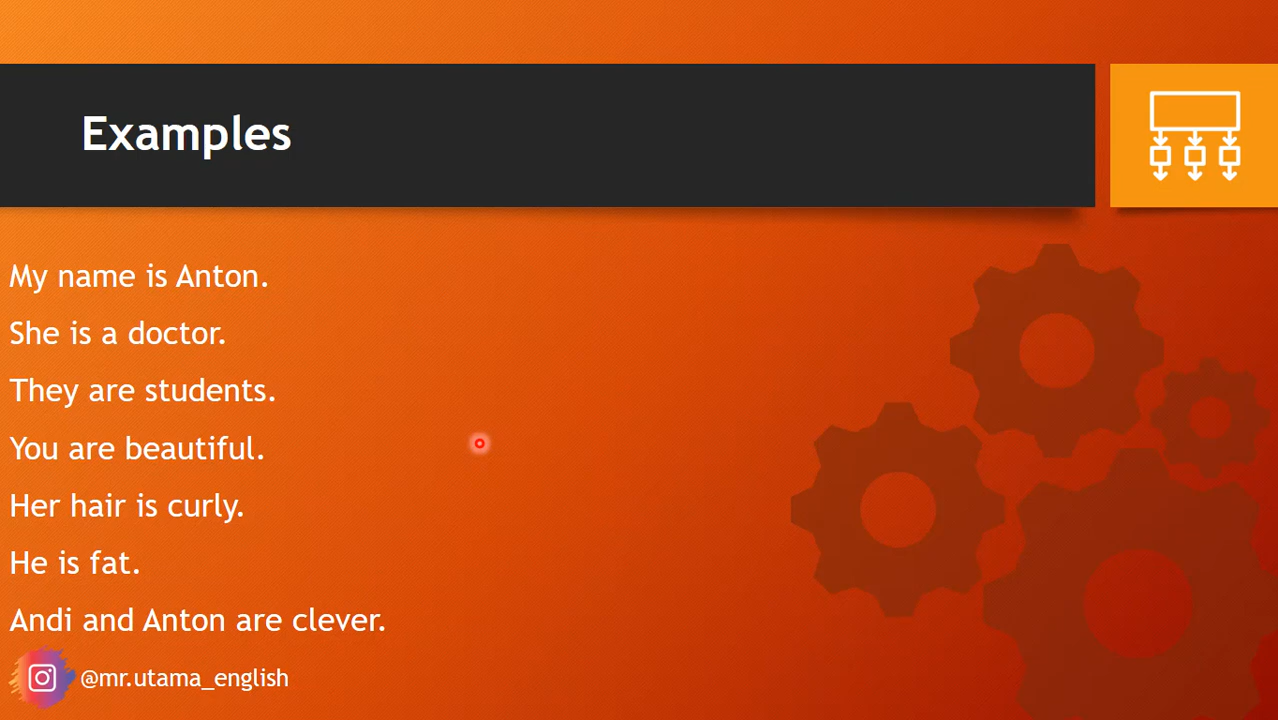 Examples
My name is Anton.
She is a doctor.
They are students.
You are beautiful.
Her hair is curly.
He is fat.
Andi and Anton are clever.
@mr.utama_english